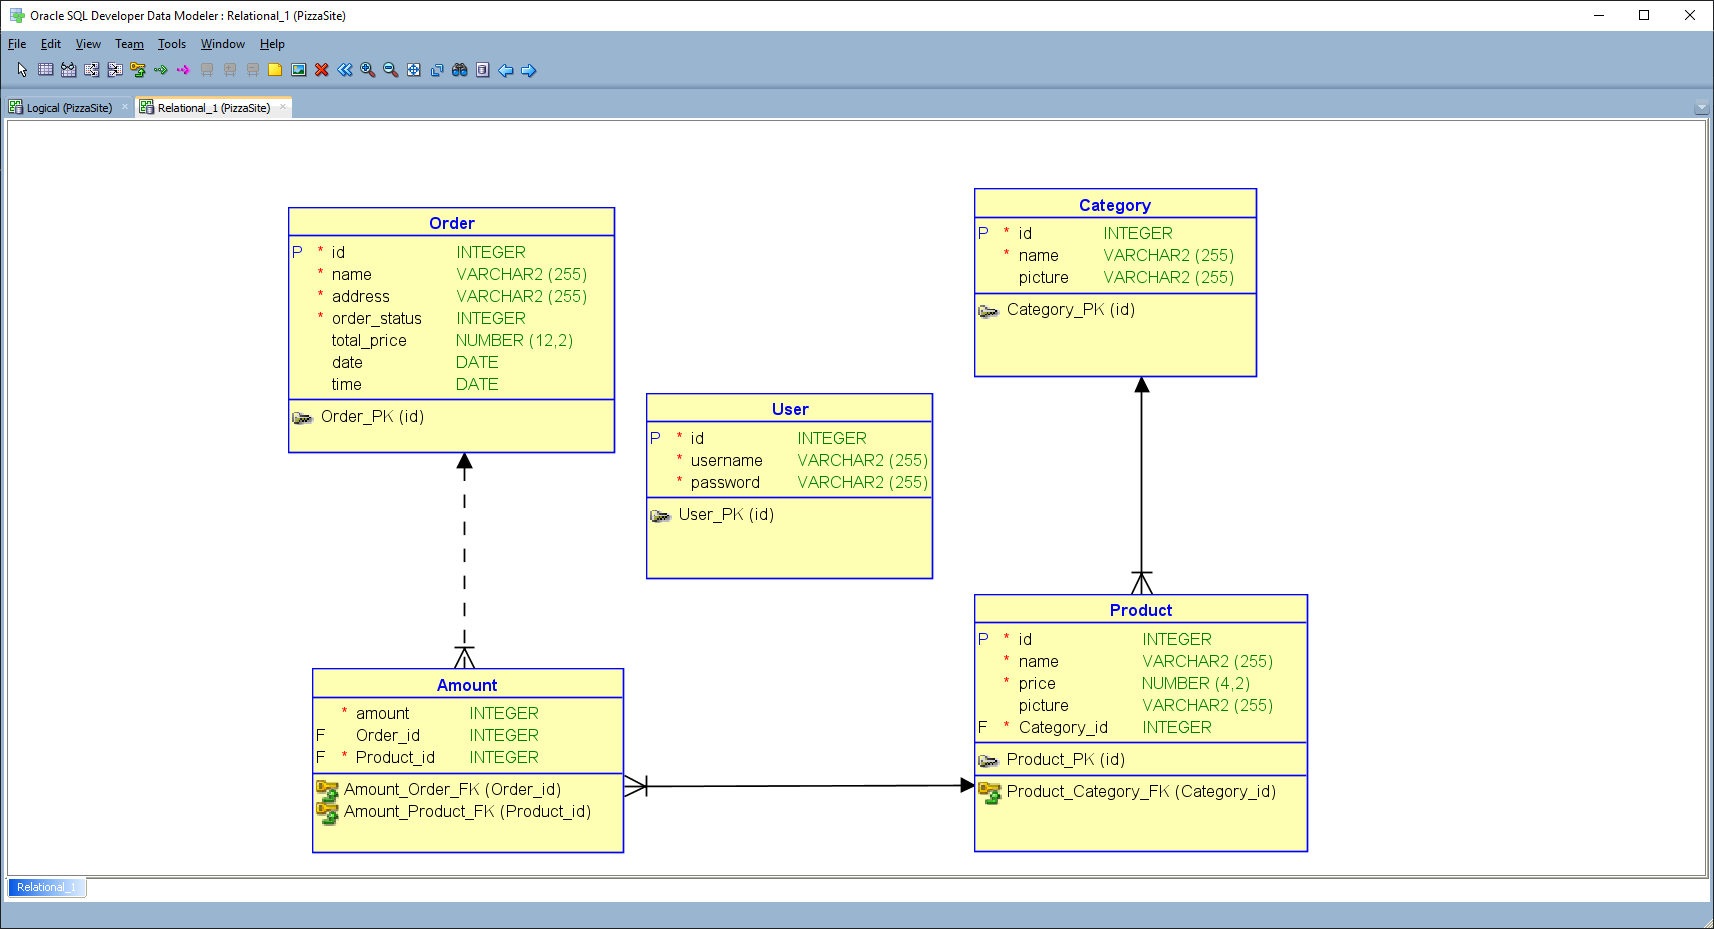 Oracle SQL Developer Data Modeler : Relational_1 (PizzaSite)
File Edit View Team Tools Window Help
Logical (PizzaSite) × Relational_1 (PizzaSite) ×
Order
P * id INTEGER
* name VARCHAR2 (255)
* address VARCHAR2 (255)
* order_status INTEGER
total_price NUMBER (12,2)
date DATE
time DATE
Order_PK (id)
Category
P * id INTEGER
* name VARCHAR2 (255)
picture VARCHAR2 (255)
Category_PK (id)
User
P * id INTEGER
* username VARCHAR2 (255)
* password VARCHAR2 (255)
User_PK (id)
Amount
* amount INTEGER
F Order_id INTEGER
F * Product_id INTEGER
Amount_Order_FK (Order_id)
Amount_Product_FK (Product_id)
Product
P * id INTEGER
* name VARCHAR2 (255)
* price NUMBER (4,2)
picture VARCHAR2 (255)
F * Category_id INTEGER
Product_PK (id)
Product_Category_FK (Category_id)
Relational_1